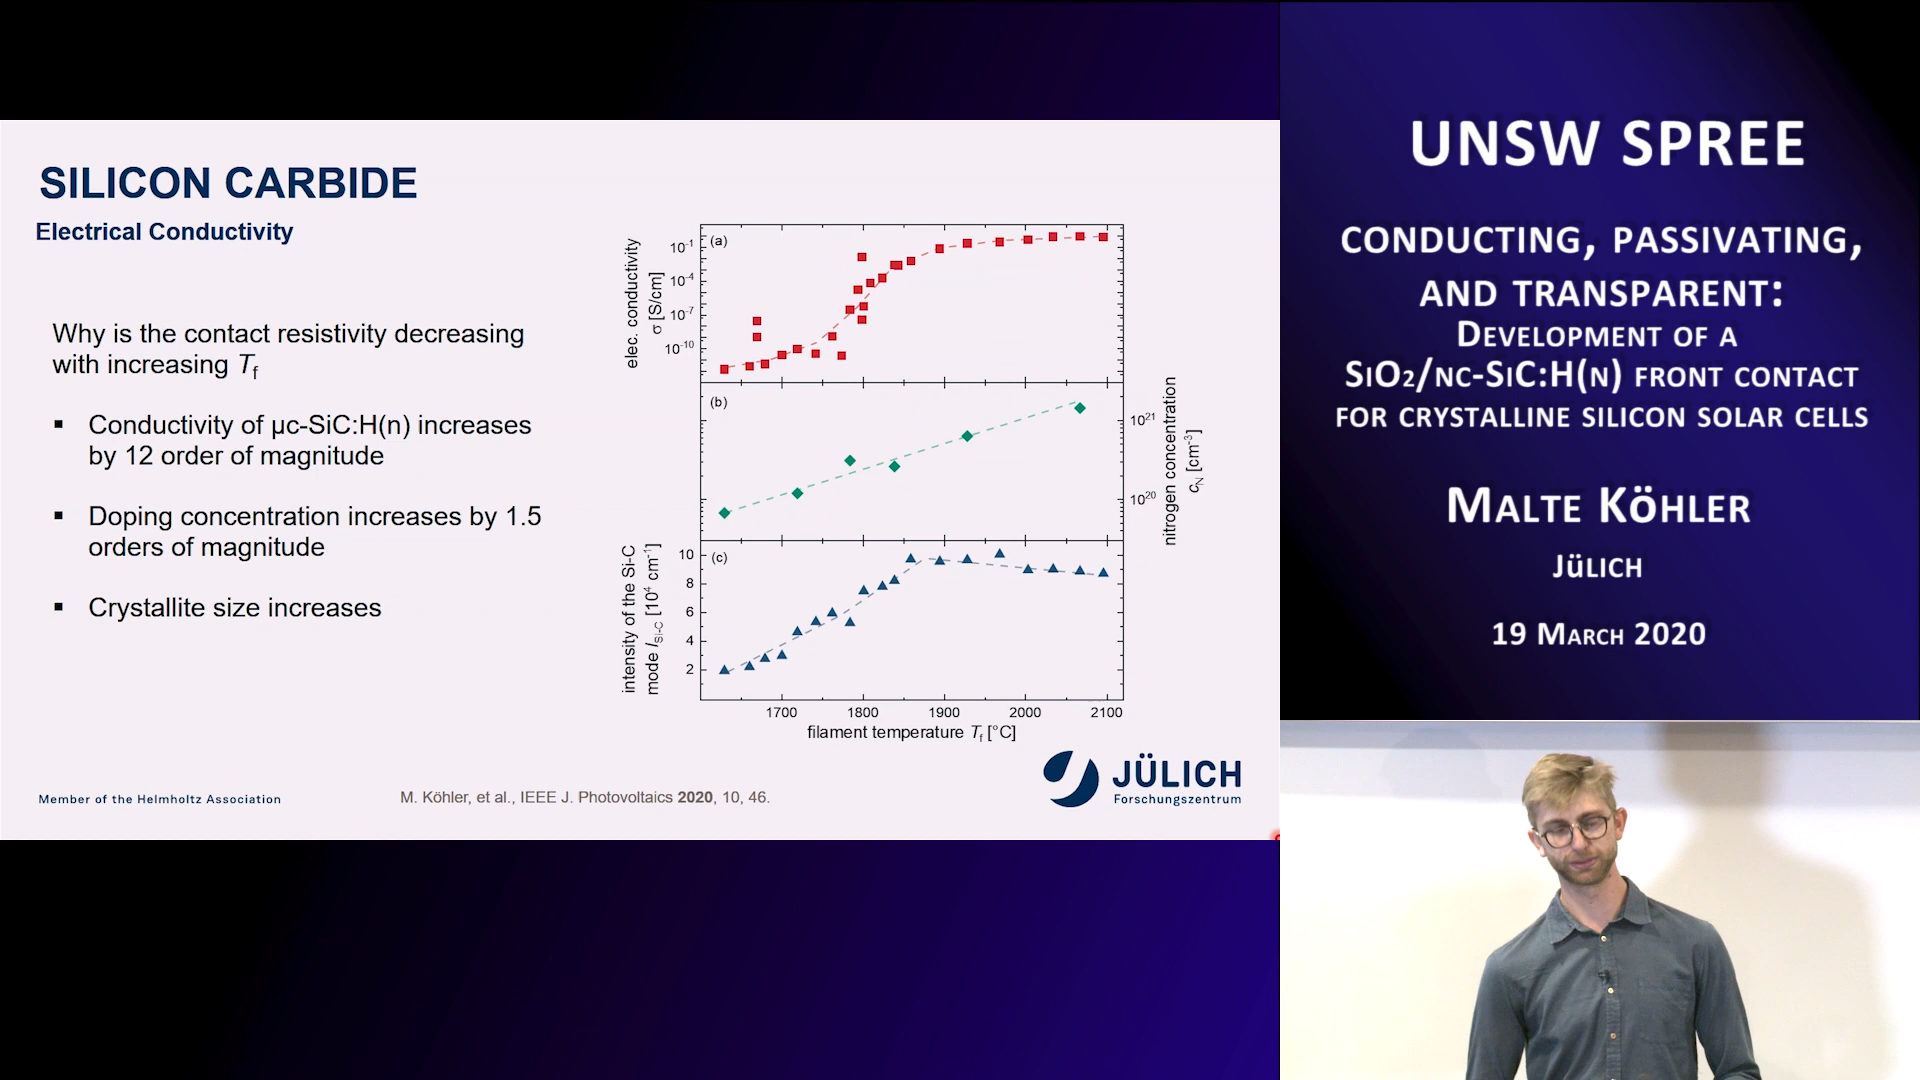 SILICON CARBIDE
Electrical Conductivity
Why is the contact resistivity decreasing
with increasing Tf
▪ Conductivity of µc-SiC:H(n) increases
by 12 order of magnitude
▪ Doping concentration increases by 1.5
orders of magnitude
▪ Crystallite size increases
elec. conductivity
σ [S/cm]
(a)
10-1
10-4
10-7
10-10
(b)
1021
1020
nitrogen concentration
cN [cm-3]
intensity of the Si-C
mode ISi-C [104 cm-1]
(c)
10
8
6
4
2
1700 1800 1900 2000 2100
filament temperature Tf [°C]
JÜLICH
Forschungszentrum
Member of the Helmholtz Association
M. Köhler, et al., IEEE J. Photovoltaics 2020, 10, 46.
UNSW SPREE
CONDUCTING, PASSIVATING,
AND TRANSPARENT:
DEVELOPMENT OF A
SIO2/NC-SIC:H(N) FRONT CONTACT
FOR CRYSTALLINE SILICON SOLAR CELLS
MALTE KÖHLER
JÜLICH
19 MARCH 2020